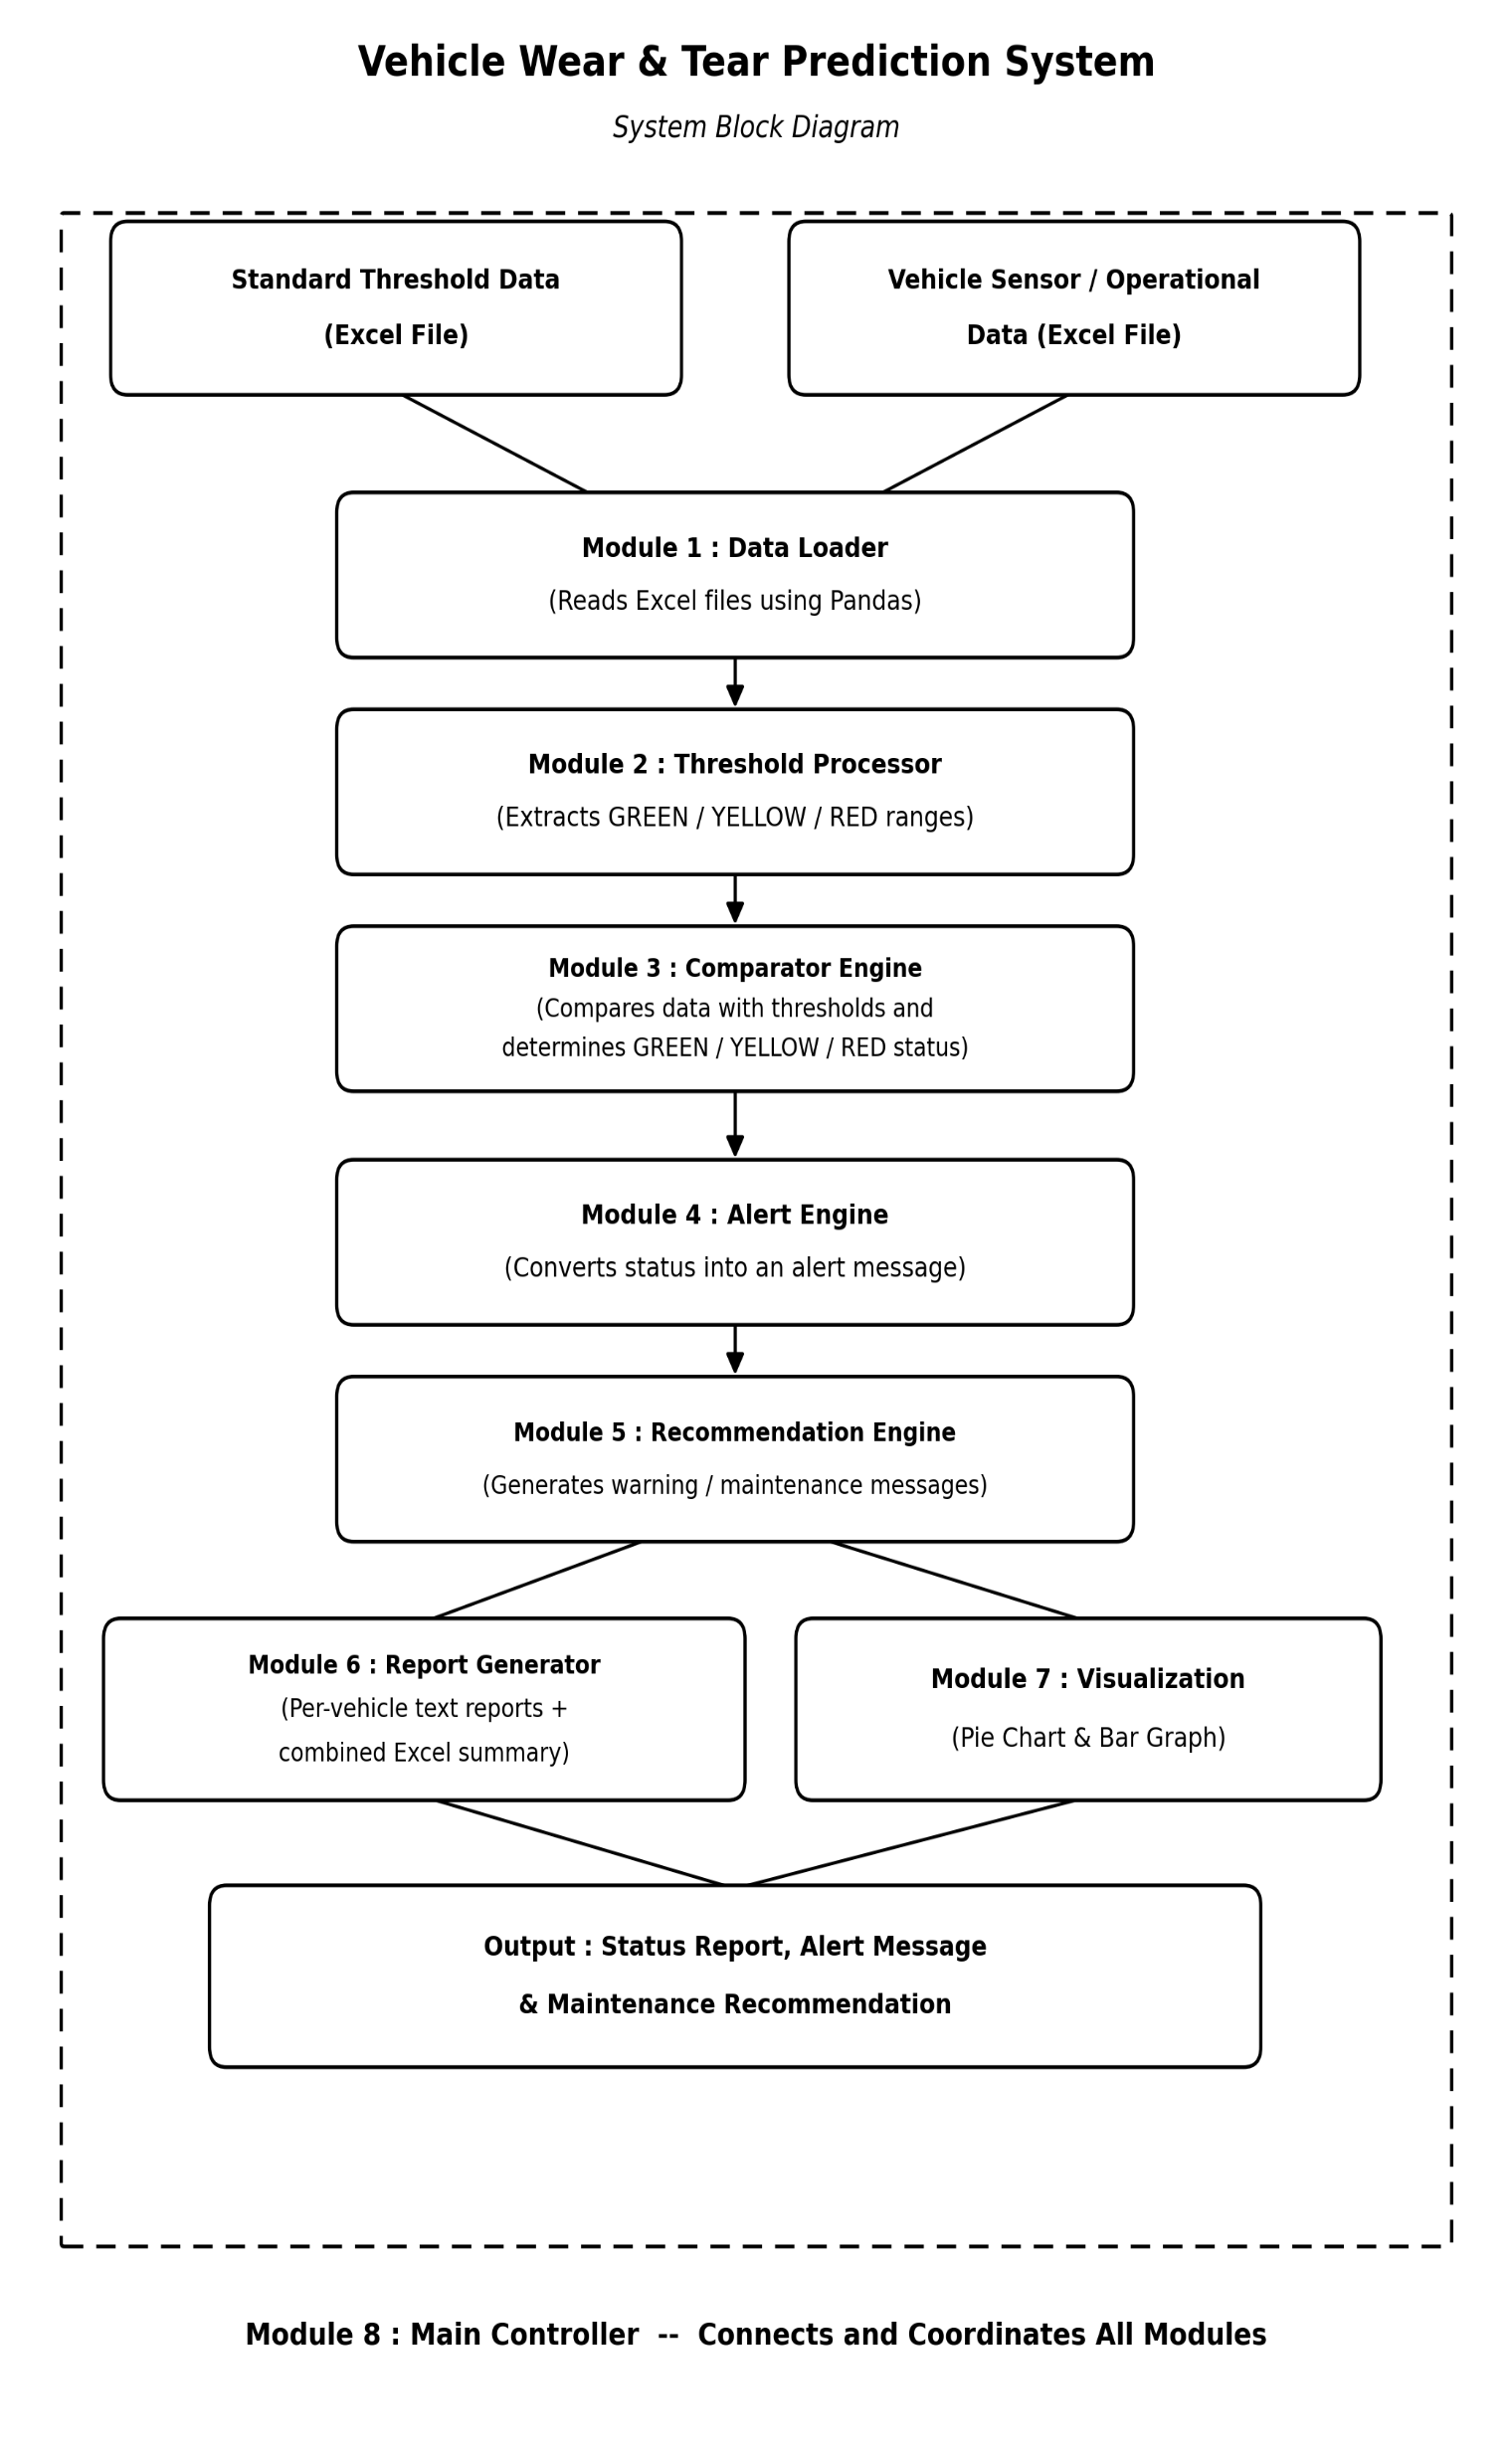 Vehicle Wear & Tear Prediction System
System Block Diagram
Standard Threshold Data
(Excel File)
Vehicle Sensor / Operational
Data (Excel File)
Module 1 : Data Loader
(Reads Excel files using Pandas)
Module 2 : Threshold Processor
(Extracts GREEN / YELLOW / RED ranges)
Module 3 : Comparator Engine
(Compares data with thresholds and
determines GREEN / YELLOW / RED status)
Module 4 : Alert Engine
(Converts status into an alert message)
Module 5 : Recommendation Engine
(Generates warning / maintenance messages)
Module 6 : Report Generator
(Per-vehicle text reports +
combined Excel summary)
Module 7 : Visualization
(Pie Chart & Bar Graph)
Output : Status Report, Alert Message
& Maintenance Recommendation
Module 8 : Main Controller -- Connects and Coordinates All Modules